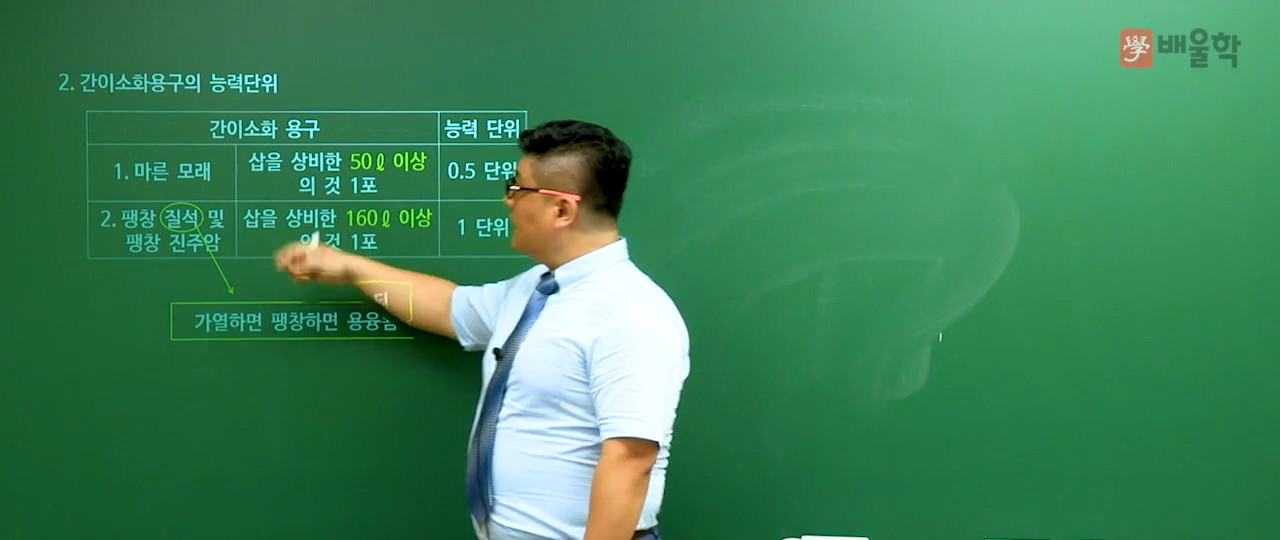 學 배울학
2. 간이소화용구의 능력단위
간이소화 용구
능력 단위
1. 마른 모래
삽을 상비한 50ℓ 이상
의 것 1포
0.5 단위
2. 팽창 질석 및
팽창 진주암
삽을 상비한 160ℓ 이상
것 1포
1 단위
가열하면 팽창하면